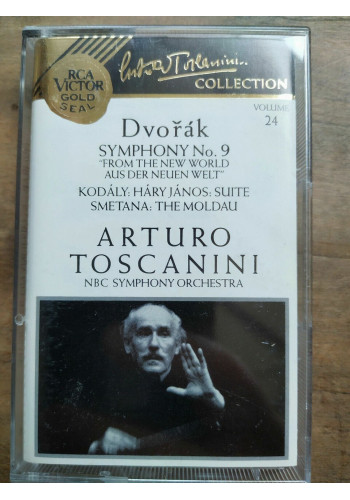 RCA
VICTOR
GOLD
SEAL
Arturo Toscanini
COLLECTION
VOLUME
24
Dvořák
SYMPHONY No. 9
"FROM THE NEW WORLD
AUS DER NEUEN WELT"
KODÁLY: HÁRY JÁNOS: SUITE
SMETANA: THE MOLDAU
ARTURO
TOSCANINI
NBC SYMPHONY ORCHESTRA